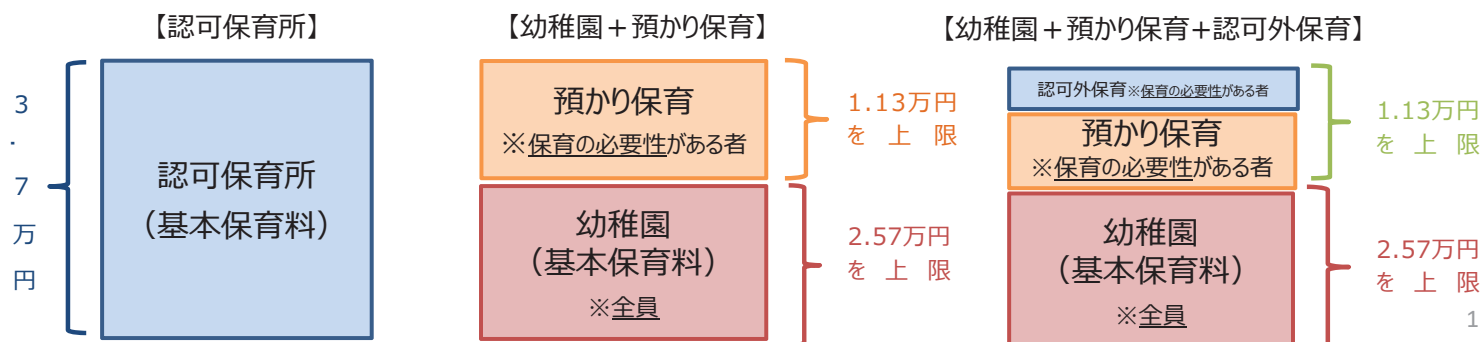 【認可保育所】
3.7万円
認可保育所
（基本保育料）
【幼稚園＋預かり保育】
預かり保育
※保育の必要性がある者
1.13万円
を上限
幼稚園
（基本保育料）
※全員
2.57万円
を上限
【幼稚園＋預かり保育＋認可外保育】
認可外保育※保育の必要性がある者
預かり保育
※保育の必要性がある者
1.13万円
を上限
幼稚園
（基本保育料）
※全員
2.57万円
を上限
1